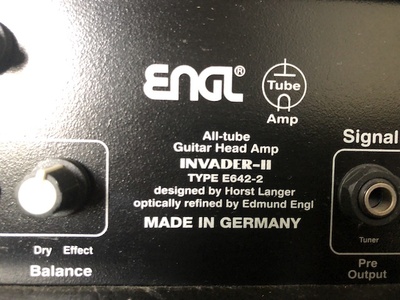 ENGL®
Tube
Amp
All-tube
Guitar Head Amp
INVADER-II
TYPE E642-2
designed by Horst Langer
optically refined by Edmund Engl
MADE IN GERMANY
Dry Effect
Balance
Signal
Tuner
Pre
Output